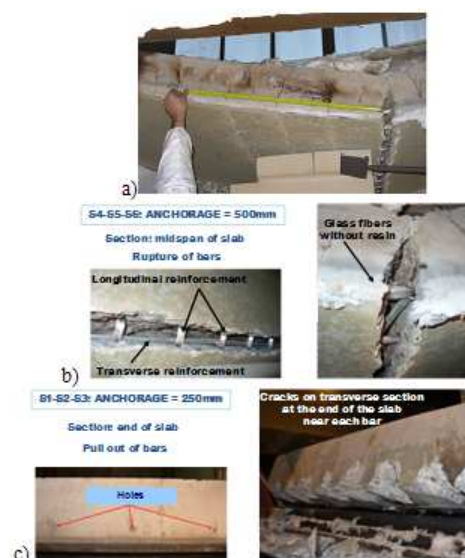 a)
S4-S5-S6: ANCHORAGE = 500mm
Section: midspan of slab
Rupture of bars
Glass fibers
without resin
Longitudinal reinforcement
Transverse reinforcement
b)
S1-S2-S3: ANCHORAGE = 250mm
Section: end of slab
Pull out of bars
Cracks on transverse section
at the end of the slab
near each bar
Holes
c)